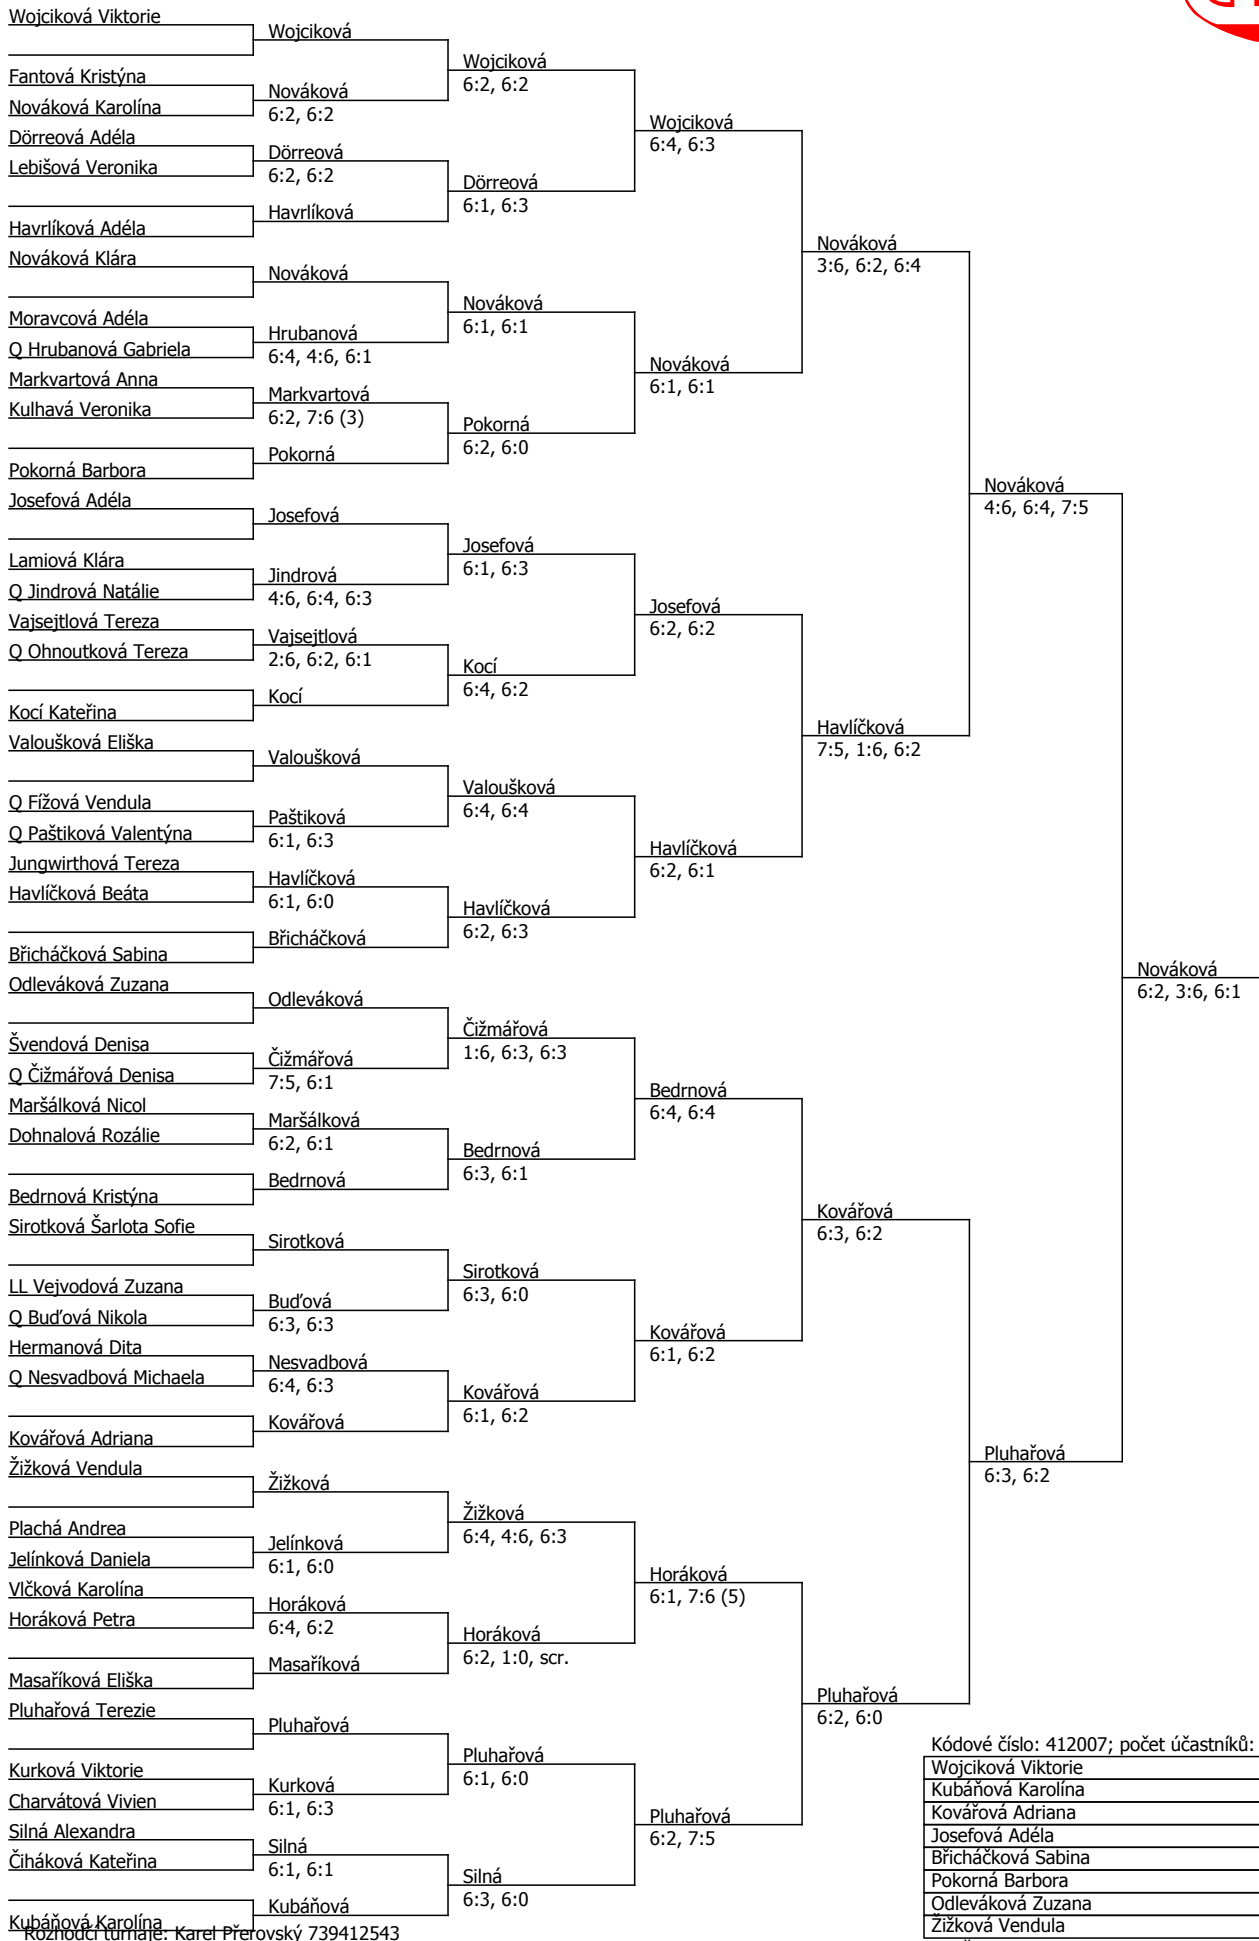 Wojciková Viktorie
Fantová Kristýna
Nováková Karolína
Dörreová Adéla
Lebišová Veronika
Havrlíková Adéla
Nováková Klára
Moravcová Adéla
Q Hrubanová Gabriela
Markvartová Anna
Kulhavá Veronika
Pokorná Barbora
Josefová Adéla
Lamiová Klára
Q Jindrová Natálie
Vajsejtlová Tereza
Q Ohnoutková Tereza
Kocí Kateřina
Valoušková Eliška
Q Fížová Vendula
Q Paštiková Valentýna
Jungwirthová Tereza
Havlíčková Beáta
Břicháčková Sabina
Odleváková Zuzana
Švendová Denisa
Q Čižmářová Denisa
Maršálková Nicol
Dohnalová Rozálie
Bedrnová Kristýna
Sirotková Šarlota Sofie
LL Vejvodová Zuzana
Q Buďová Nikola
Hermanová Dita
Q Nesvadbová Michaela
Kovářová Adriana
Žižková Vendula
Plachá Andrea
Jelínková Daniela
Vlčková Karolína
Horáková Petra
Masaříková Eliška
Pluhařová Terezie
Kurková Viktorie
Charvátová Vivien
Silná Alexandra
Čiháková Kateřina
Kubáňová Karolína
Wojciková
Nováková
6:2, 6:2
Dörreová
6:2, 6:2
Havrlíková
Nováková
Hrubanová
6:4, 4:6, 6:1
Markvartová
6:2, 7:6 (3)
Pokorná
Josefová
Jindrová
4:6, 6:4, 6:3
Vajsejtlová
2:6, 6:2, 6:1
Kocí
Valoušková
Paštiková
6:1, 6:3
Havlíčková
6:1, 6:0
Břicháčková
Odleváková
Čižmářová
7:5, 6:1
Maršálková
6:2, 6:1
Bedrnová
Sirotková
Buďová
6:3, 6:3
Nesvadbová
6:4, 6:3
Kovářová
Žižková
Jelínková
6:1, 6:0
Horáková
6:4, 6:2
Masaříková
Pluhařová
Kurková
6:1, 6:3
Silná
6:1, 6:1
Kubáňová
Wojciková
6:2, 6:2
Dörreová
6:1, 6:3
Nováková
6:1, 6:1
Pokorná
6:2, 6:0
Josefová
6:1, 6:3
Kocí
6:4, 6:2
Valoušková
6:4, 6:4
Havlíčková
6:2, 6:3
Čižmářová
1:6, 6:3, 6:3
Bedrnová
6:3, 6:1
Sirotková
6:3, 6:0
Kovářová
6:1, 6:2
Žižková
6:4, 4:6, 6:3
Horáková
6:2, 1:0, scr.
Pluhařová
6:1, 6:0
Silná
6:3, 6:0
Wojciková
6:4, 6:3
Nováková
6:1, 6:1
Josefová
6:2, 6:2
Havlíčková
6:2, 6:1
Bedrnová
6:4, 6:4
Kovářová
6:1, 6:2
Horáková
6:1, 7:6 (5)
Pluhařová
6:2, 7:5
Nováková
3:6, 6:2, 6:4
Havlíčková
7:5, 1:6, 6:2
Kovářová
6:3, 6:2
Pluhařová
6:2, 6:0
Nováková
4:6, 6:4, 7:5
Pluhařová
6:3, 6:2
Nováková
6:2, 3:6, 6:1
Rozhodčí turnaje: Karel Přerovský 739412543
Kódové číslo: 412007; počet účastníků:
Wojciková Viktorie
Kubáňová Karolína
Kovářová Adriana
Josefová Adéla
Břicháčková Sabina
Pokorná Barbora
Odleváková Zuzana
Žižková Vendula